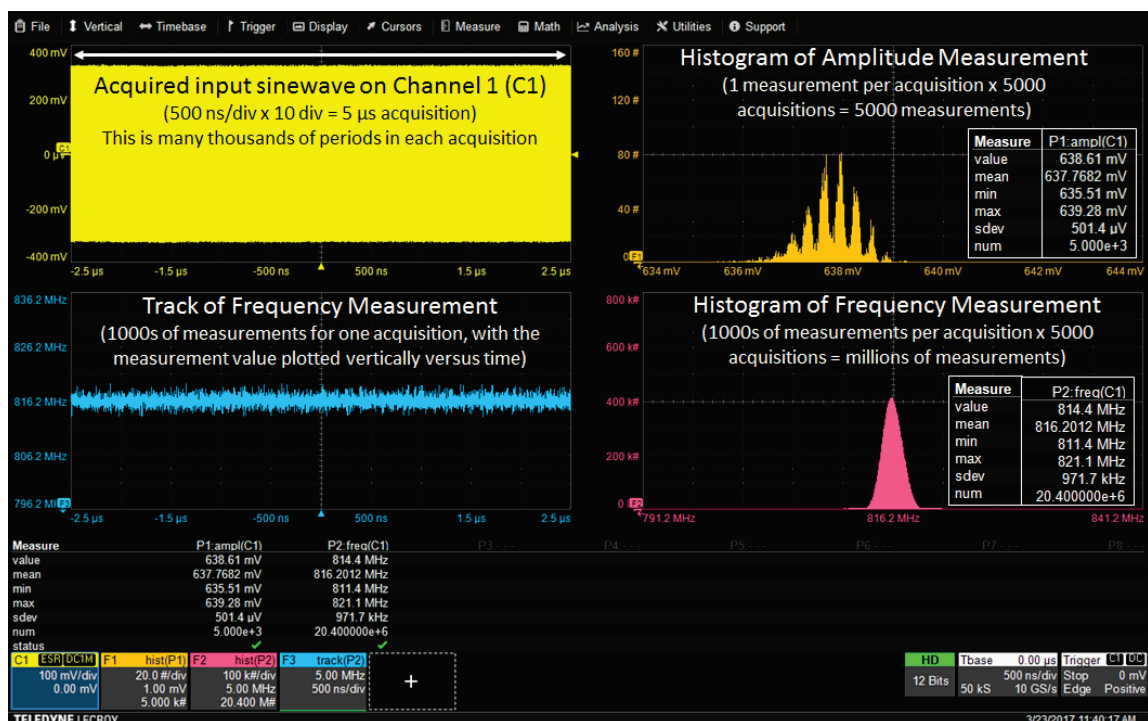 File Vertical Timebase Trigger Display Cursors Measure Math Analysis Utilities Support
400 mV
Acquired input sinewave on Channel 1 (C1)
(500 ns/div x 10 div = 5 µs acquisition)
This is many thousands of periods in each acquisition
200 mV
C1
0 µV
-200 mV
-400 mV
-2.5 µs -1.5 µs -500 ns 500 ns 1.5 µs 2.5 µs
160 #
Histogram of Amplitude Measurement
(1 measurement per acquisition x 5000
acquisitions = 5000 measurements)
120 #
80 #
40 #
0 #
F1
Measure P1:ampl(C1)
value 638.61 mV
mean 637.7682 mV
min 635.51 mV
max 639.28 mV
sdev 501.4 µV
num 5.000e+3
634 mV 636 mV 638 mV 640 mV 642 mV 644 mV
836.2 MHz
Track of Frequency Measurement
(1000s of measurements for one acquisition, with the
measurement value plotted vertically versus time)
826.2 MHz
816.2 MHz
806.2 MHz
796.2 MHz
F3
-2.5 µs -1.5 µs -500 ns 500 ns 1.5 µs 2.5 µs
800 k#
Histogram of Frequency Measurement
(1000s of measurements per acquisition x 5000
acquisitions = millions of measurements)
600 k#
400 k#
200 k#
0 #
F2
Measure P2:freq(C1)
value 814.4 MHz
mean 816.2012 MHz
min 811.4 MHz
max 821.1 MHz
sdev 971.7 kHz
num 20.400000e+6
791.2 MHz 816.2 MHz 841.2 MHz
Measure P1:ampl(C1) P2:freq(C1) P3:--- P4:--- P5:--- P6:--- P7:--- P8:---
value 638.61 mV 814.4 MHz
mean 637.7682 mV 816.2012 MHz
min 635.51 mV 811.4 MHz
max 639.28 mV 821.1 MHz
sdev 501.4 µV 971.7 kHz
num 5.000e+3 20.400000e+6
status
C1 ESR DC1M F1 hist(P1) F2 hist(P2) F3 track(P2) HD Tbase 0.00 µs Trigger C1 DC
100 mV/div 20.0 #/div 100 k#/div 5.00 MHz + 12 Bits 500 ns/div Stop 0 mV
0.00 mV 1.00 mV 5.00 MHz 500 ns/div 50 kS 10 GS/s Edge Positive
5.000 k# 20.400 M#
TELEDYNE LECROY 3/23/2017 11:40:17 AM